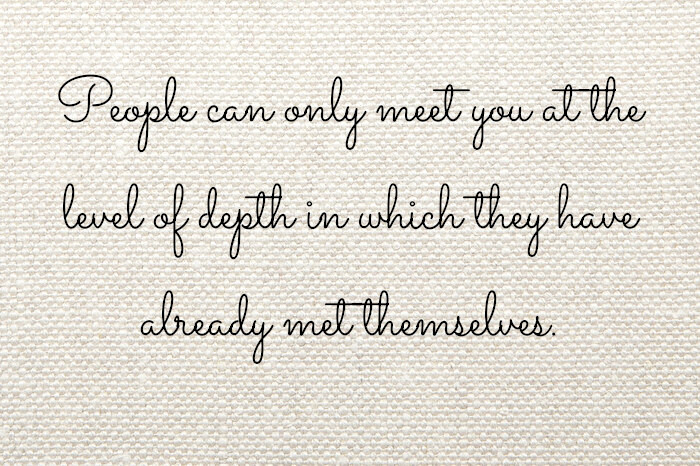 People can only meet you at the
level of depth in which they have
already met themselves.